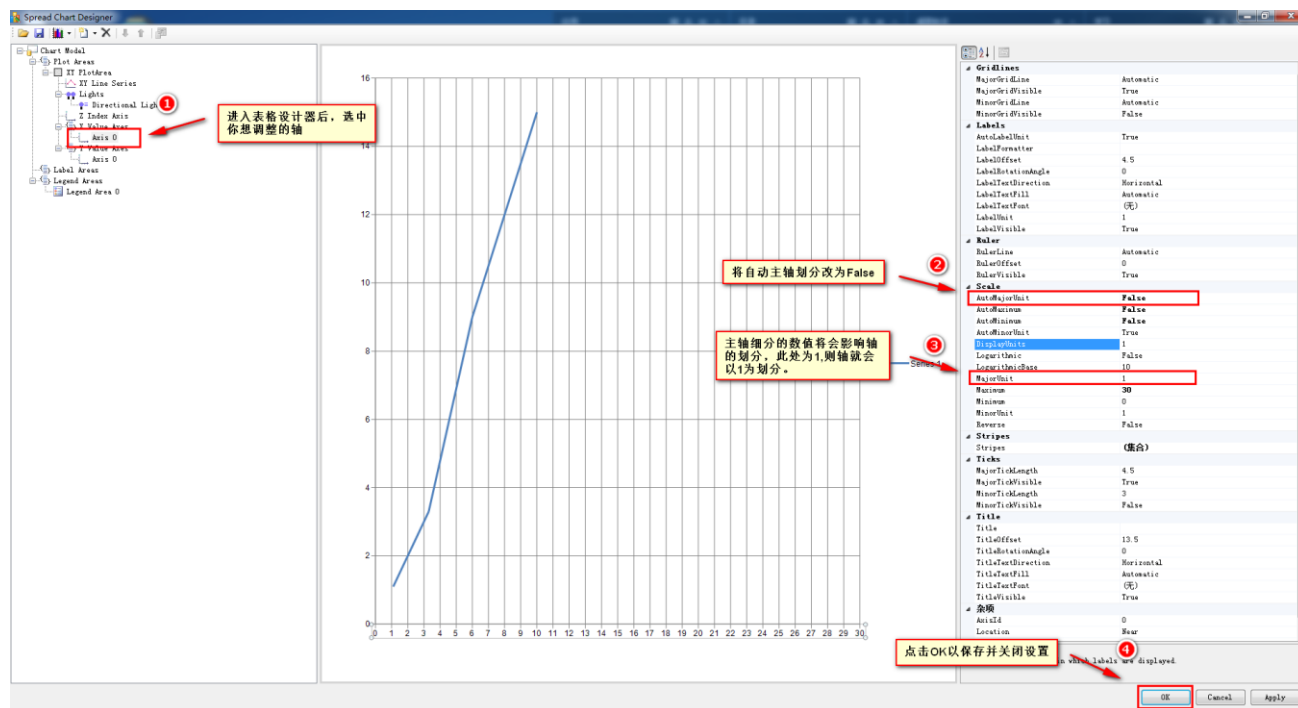 Spread Chart Designer
Chart Model
Plot Areas
XY PlotArea
XY Line Series
Lights
Directional Ligh
Z Index Axis
X Value Axes
Axis 0
Y Value Axes
Axis 0
Label Areas
Legend Areas
Legend Area 0
1
进入表格设计器后,选中
你想调整的轴
16
14
12
10
8
6
4
2
0
0 1 2 3 4 5 6 7 8 9 10 11 12 13 14 15 16 17 18 19 20 21 22 23 24 25 26 27 28 29 30
Series 1
2
将自动主轴划分改为False
3
主轴细分的数值将会影响轴
的划分,此处为1,则轴就会
以1为划分。
Gridlines
MajorGridLine Automatic
MajorGridVisible True
MinorGridLine Automatic
MinorGridVisible False
Labels
AutoLabelUnit True
LabelFormatter
LabelOffset 4.5
LabelRotationAngle 0
LabelTextDirection Horizontal
LabelTextFill Automatic
LabelTextFont (无)
LabelUnit 1
LabelVisible True
Ruler
RulerLine Automatic
RulerOffset 0
RulerVisible True
Scale
AutoMajorUnit False
AutoMaximum False
AutoMinimum False
AutoMinorUnit True
DisplayUnits 1
Logarithmic False
LogarithmicBase 10
MajorUnit 1
Maximum 30
Minimum 0
MinorUnit 1
Reverse False
Stripes
Stripes (集合)
Ticks
MajorTickLength 4.5
MajorTickVisible True
MinorTickLength 3
MinorTickVisible False
Title
Title
TitleOffset 13.5
TitleRotationAngle 0
TitleTextDirection Horizontal
TitleTextFill Automatic
TitleTextFont (无)
TitleVisible True
杂项
AxisId 0
Location Near
点击OK以保存并关闭设置
4
in which labels are displayed.
OK Cancel Apply